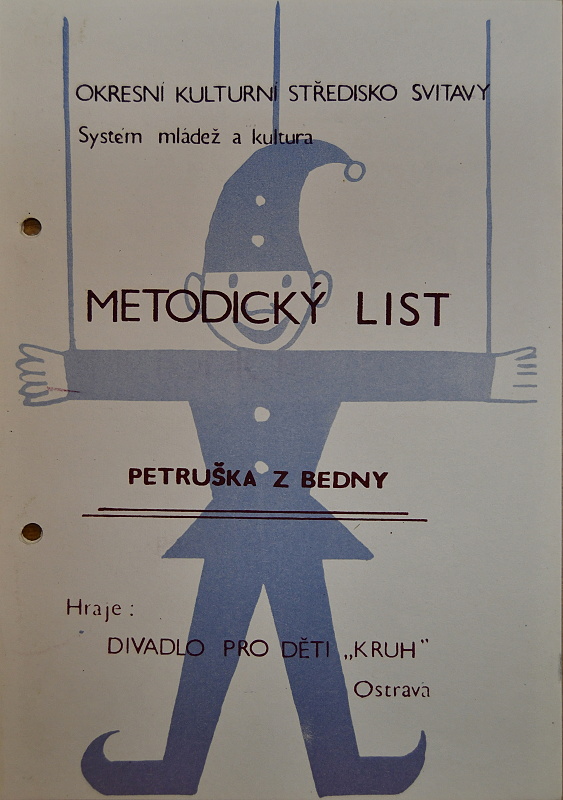 OKRESNÍ KULTURNÍ STŘEDISKO SVITAVY
Systém mládež a kultura
METODICKÝ LIST
PETRUŠKA Z BEDNY
Hraje:
DIVADLO PRO DĚTI „KRUH"
Ostrava